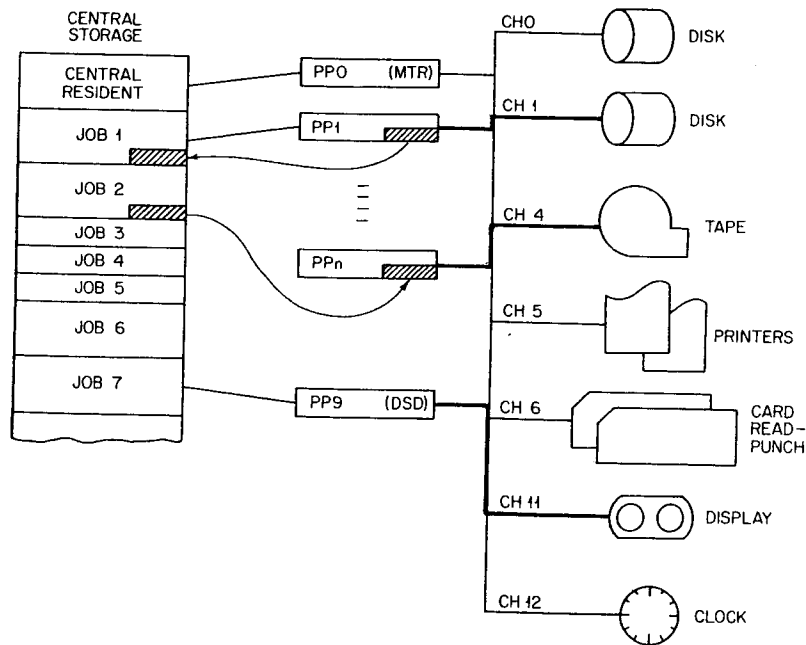 CENTRAL
STORAGE
CENTRAL
RESIDENT
JOB 1
JOB 2
JOB 3
JOB 4
JOB 5
JOB 6
JOB 7
PP0 (MTR)
PP1
PPn
PP9 (DSD)
CH0
DISK
CH 1
DISK
CH 4
TAPE
CH 5
PRINTERS
CH 6
CARD
READ-
PUNCH
CH 11
DISPLAY
CH 12
CLOCK